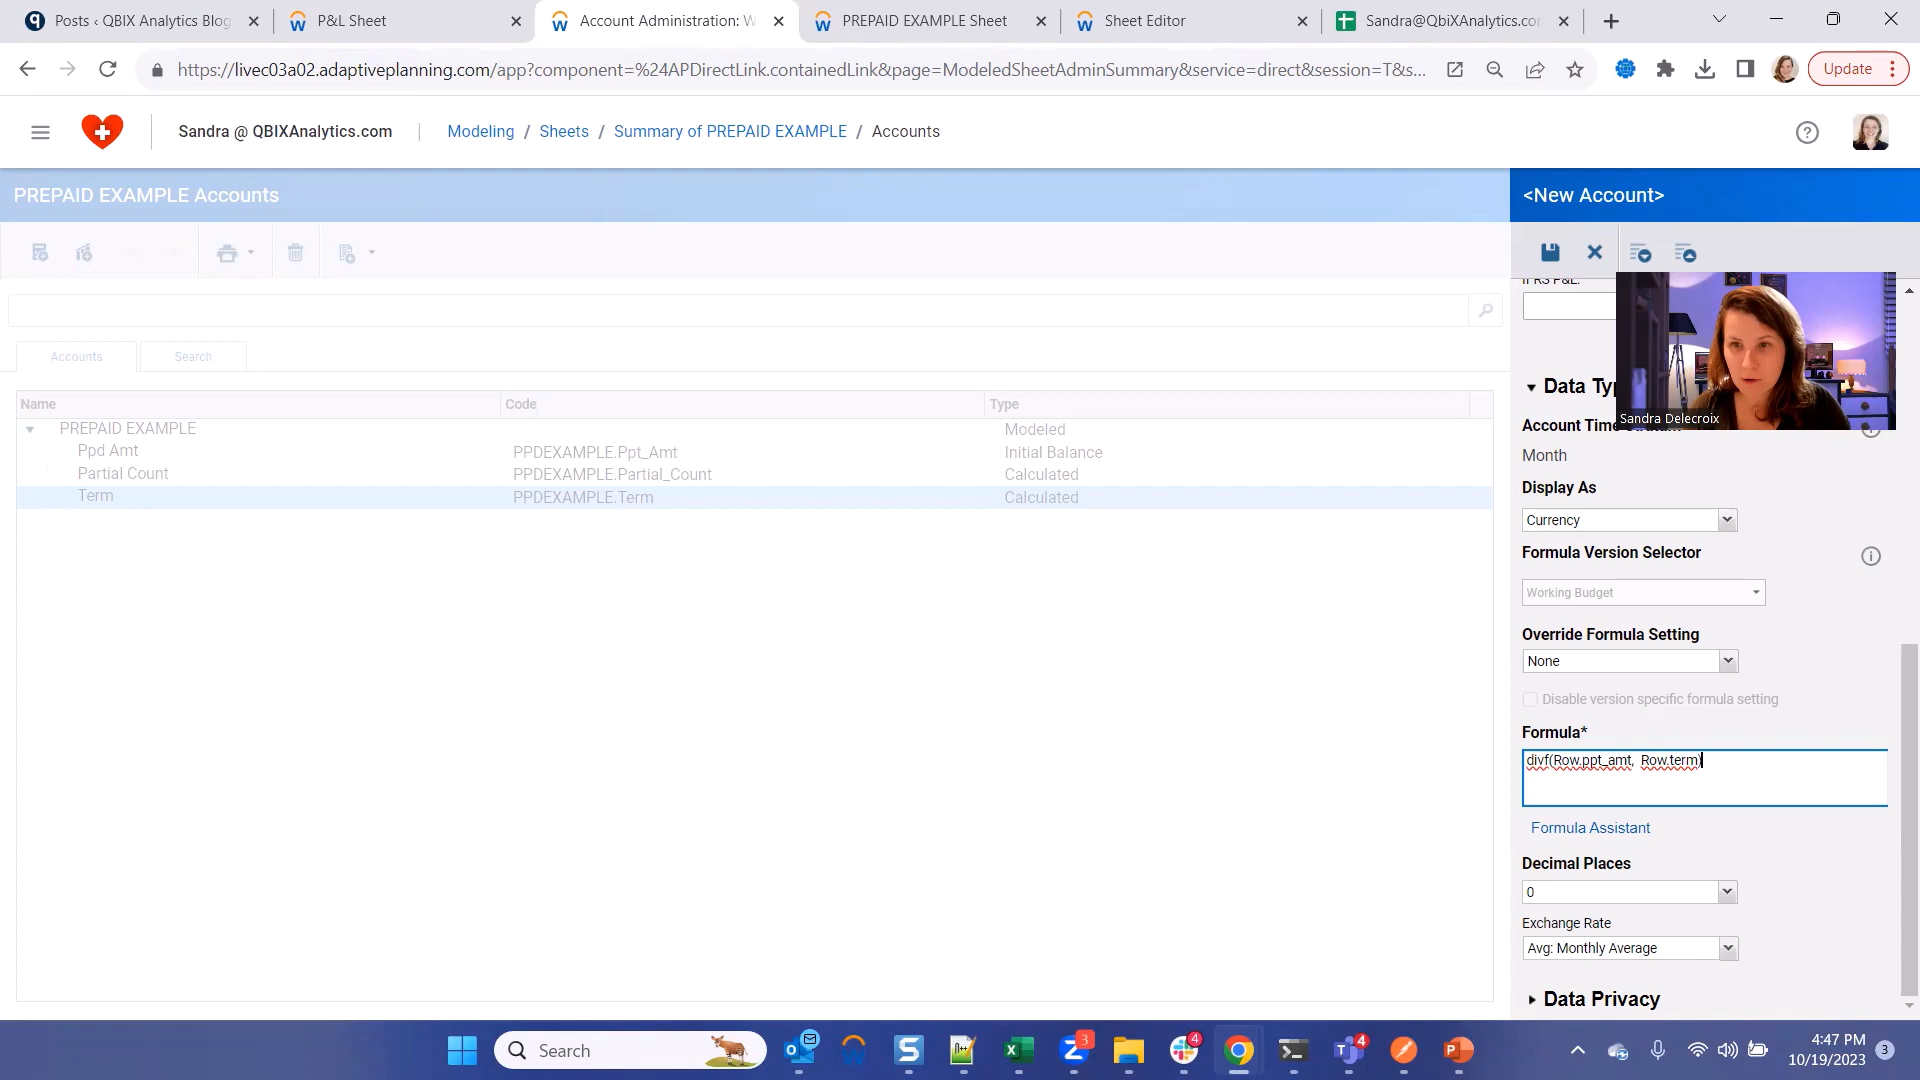 Posts ‹ QBIX Analytics Blog
P&L Sheet
Account Administration: W
PREPAID EXAMPLE Sheet
Sheet Editor
Sandra@QbiXAnalytics.co
https://livec03a02.adaptiveplanning.com/app?component=%24APDirectLink.containedLink&page=ModeledSheetAdminSummary&service=direct&session=T&s...
Update
Sandra @ QBIXAnalytics.com
Modeling / Sheets / Summary of PREPAID EXAMPLE / Accounts
PREPAID EXAMPLE Accounts
<New Account>
IFRS P&L:
Accounts
Search
Name
Code
Type
PREPAID EXAMPLE
Modeled
Ppd Amt
PPDEXAMPLE.Ppt_Amt
Initial Balance
Partial Count
PPDEXAMPLE.Partial_Count
Calculated
Term
PPDEXAMPLE.Term
Calculated
Sandra Delecroix
Data Typ
Account Time
Month
Display As
Currency
Formula Version Selector
Working Budget
Override Formula Setting
None
Disable version specific formula setting
Formula*
divf(Row.ppt_amt, Row.term)
Formula Assistant
Decimal Places
0
Exchange Rate
Avg: Monthly Average
Data Privacy
Search
3
4
4
4:47 PM
10/19/2023
3